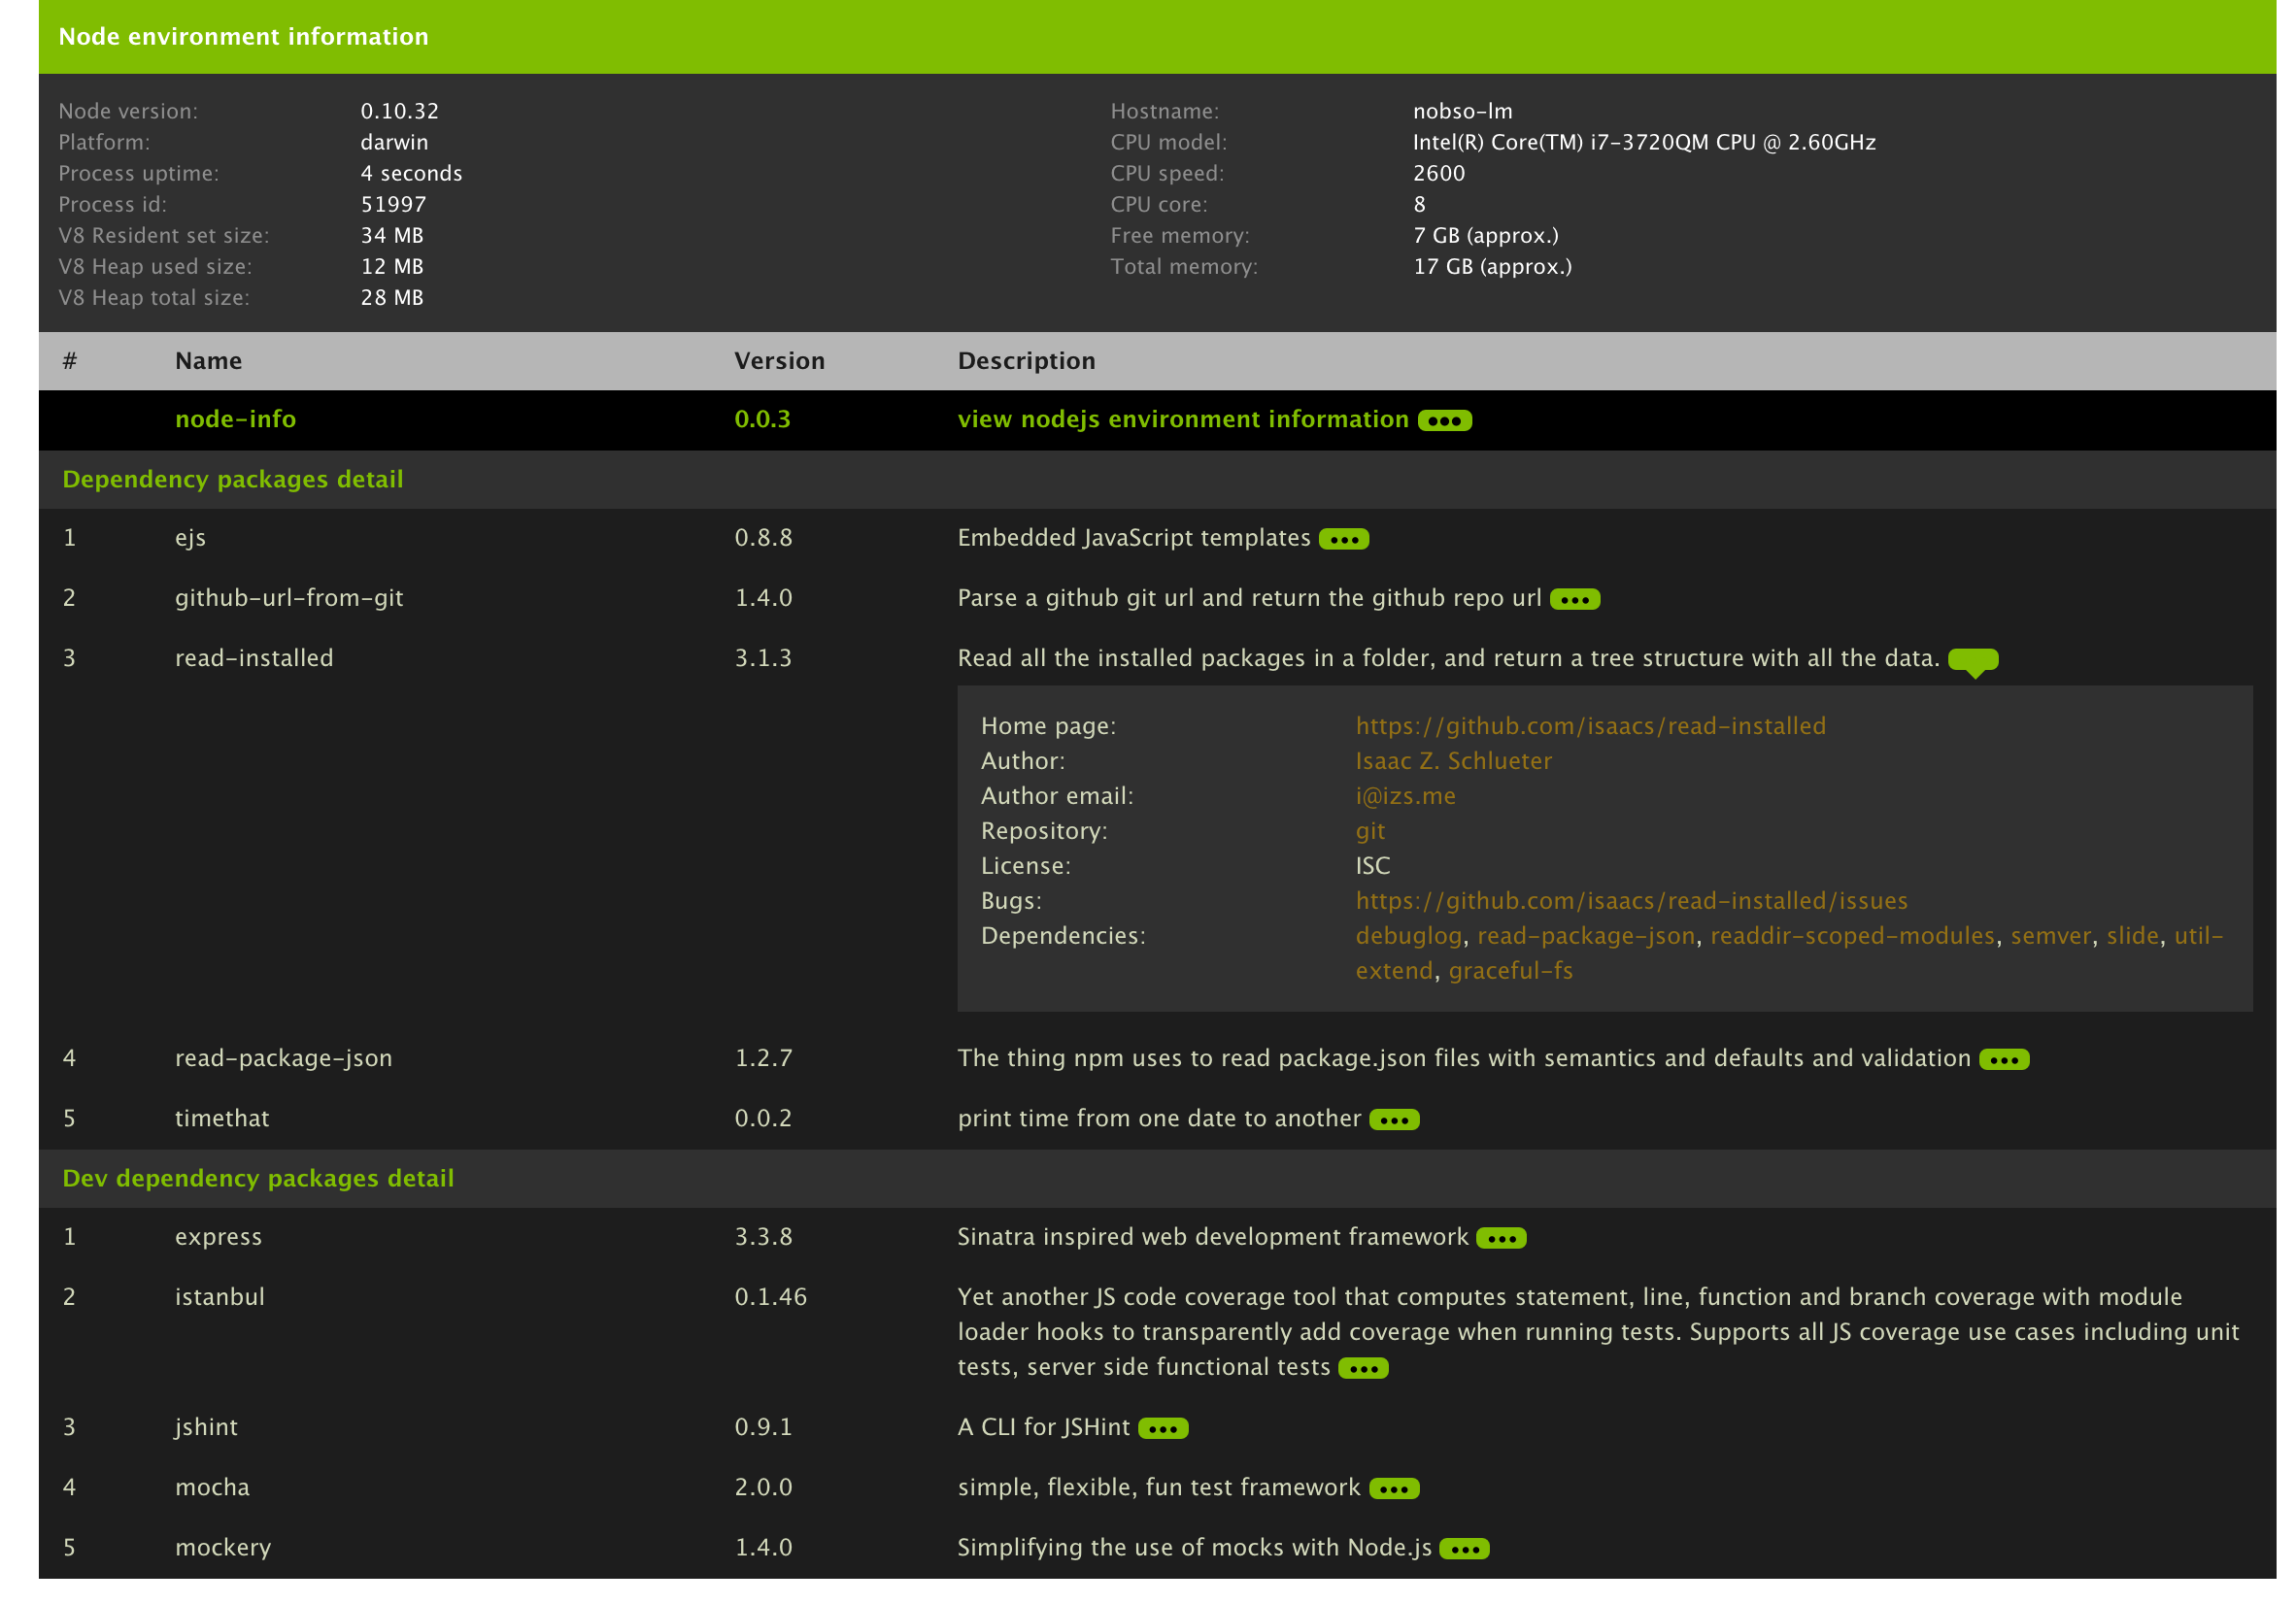 Node environment information
Node version: 0.10.32
Platform: darwin
Process uptime: 4 seconds
Process id: 51997
V8 Resident set size: 34 MB
V8 Heap used size: 12 MB
V8 Heap total size: 28 MB
Hostname: nobso-lm
CPU model: Intel(R) Core(TM) i7-3720QM CPU @ 2.60GHz
CPU speed: 2600
CPU core: 8
Free memory: 7 GB (approx.)
Total memory: 17 GB (approx.)
# Name Version Description
node-info 0.0.3 view nodejs environment information
Dependency packages detail
1 ejs 0.8.8 Embedded JavaScript templates
2 github-url-from-git 1.4.0 Parse a github git url and return the github repo url
3 read-installed 3.1.3 Read all the installed packages in a folder, and return a tree structure with all the data.
Home page: https://github.com/isaacs/read-installed
Author: Isaac Z. Schlueter
Author email: i@izs.me
Repository: git
License: ISC
Bugs: https://github.com/isaacs/read-installed/issues
Dependencies: debuglog, read-package-json, readdir-scoped-modules, semver, slide, util-
extend, graceful-fs
4 read-package-json 1.2.7 The thing npm uses to read package.json files with semantics and defaults and validation
5 timethat 0.0.2 print time from one date to another
Dev dependency packages detail
1 express 3.3.8 Sinatra inspired web development framework
2 istanbul 0.1.46 Yet another JS code coverage tool that computes statement, line, function and branch coverage with module
loader hooks to transparently add coverage when running tests. Supports all JS coverage use cases including unit
tests, server side functional tests
3 jshint 0.9.1 A CLI for JSHint
4 mocha 2.0.0 simple, flexible, fun test framework
5 mockery 1.4.0 Simplifying the use of mocks with Node.js